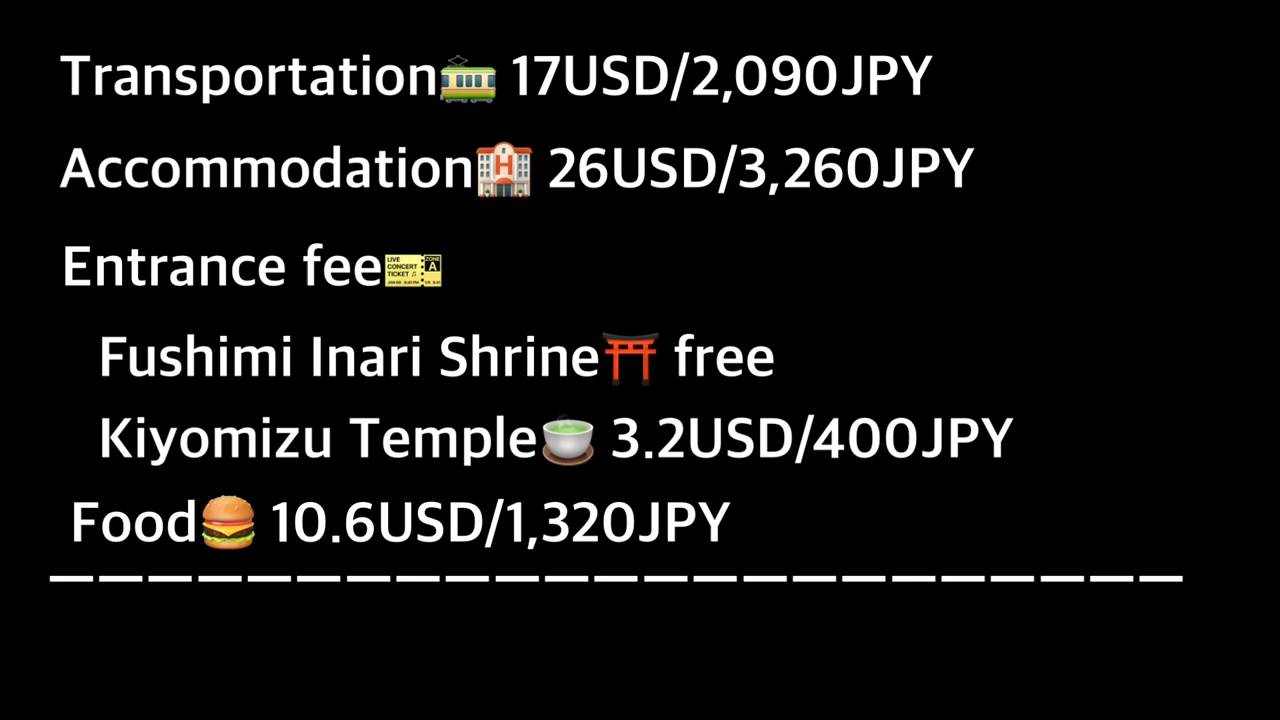 Transportation🚋 17USD/2,090JPY
Accommodation🏨 26USD/3,260JPY
Entrance fee🎫
Fushimi Inari Shrine⛩️ free
Kiyomizu Temple🍵 3.2USD/400JPY
Food🍔 10.6USD/1,320JPY